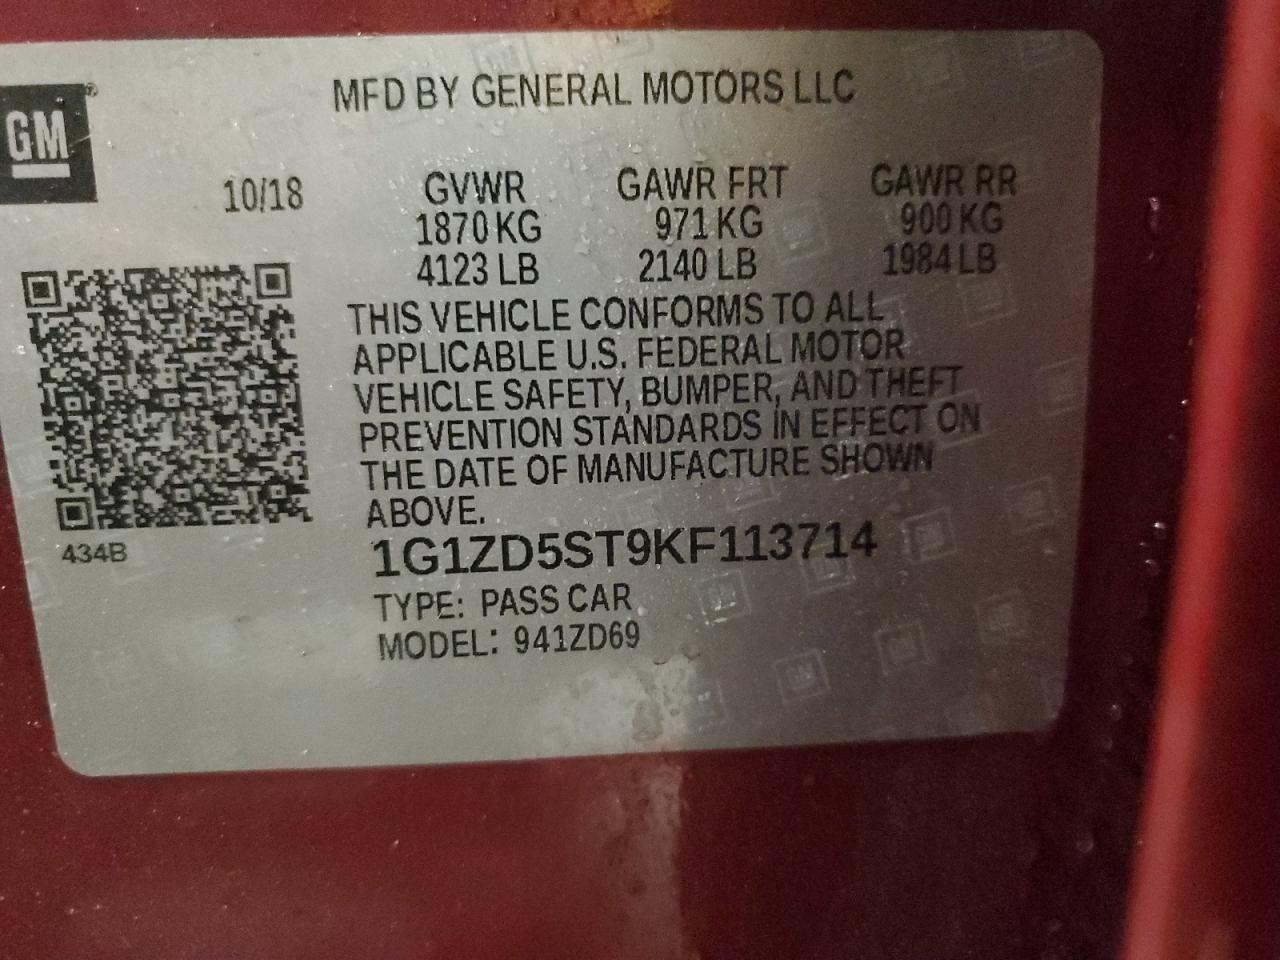 MFD BY GENERAL MOTORS LLC
GM
10/18
GVWR GAWR FRT GAWR RR
1870 KG 971 KG 900 KG
4123 LB 2140 LB 1984 LB
THIS VEHICLE CONFORMS TO ALL
APPLICABLE U.S. FEDERAL MOTOR
VEHICLE SAFETY, BUMPER, AND THEFT
PREVENTION STANDARDS IN EFFECT ON
THE DATE OF MANUFACTURE SHOWN
ABOVE.
434B
1G1ZD5ST9KF113714
TYPE: PASS CAR
MODEL: 941ZD69